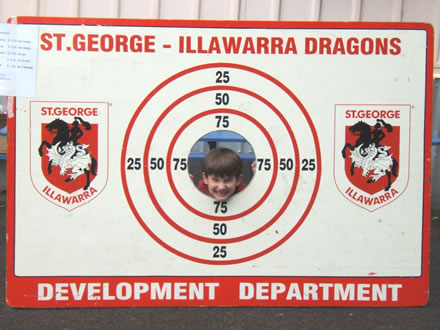 ST.GEORGE - ILLAWARRA DRAGONS
25
50
75
25 50 75 75 50 25
75
50
25
ST.GEORGE
ILLAWARRA
ST.GEORGE
ILLAWARRA
DEVELOPMENT DEPARTMENT